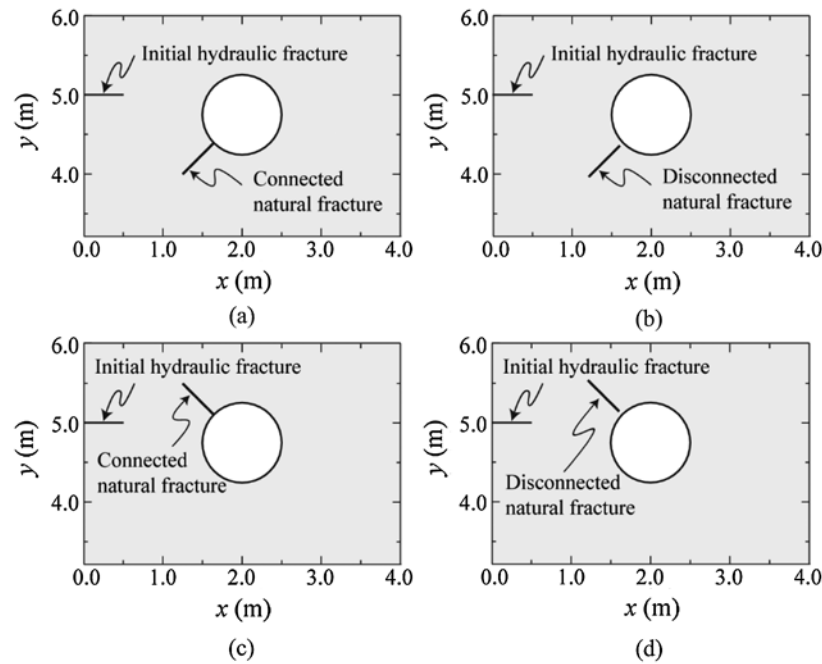 6.0
Initial hydraulic fracture
5.0
y (m)
4.0
Connected
natural fracture
0.0 1.0 2.0 3.0 4.0
x (m)
(a)
6.0
Initial hydraulic fracture
5.0
y (m)
4.0
Disconnected
natural fracture
0.0 1.0 2.0 3.0 4.0
x (m)
(b)
6.0
Initial hydraulic fracture
5.0
y (m)
Connected
natural fracture
4.0
0.0 1.0 2.0 3.0 4.0
x (m)
(c)
6.0
Initial hydraulic fracture
5.0
y (m)
Disconnected
natural fracture
4.0
0.0 1.0 2.0 3.0 4.0
x (m)
(d)